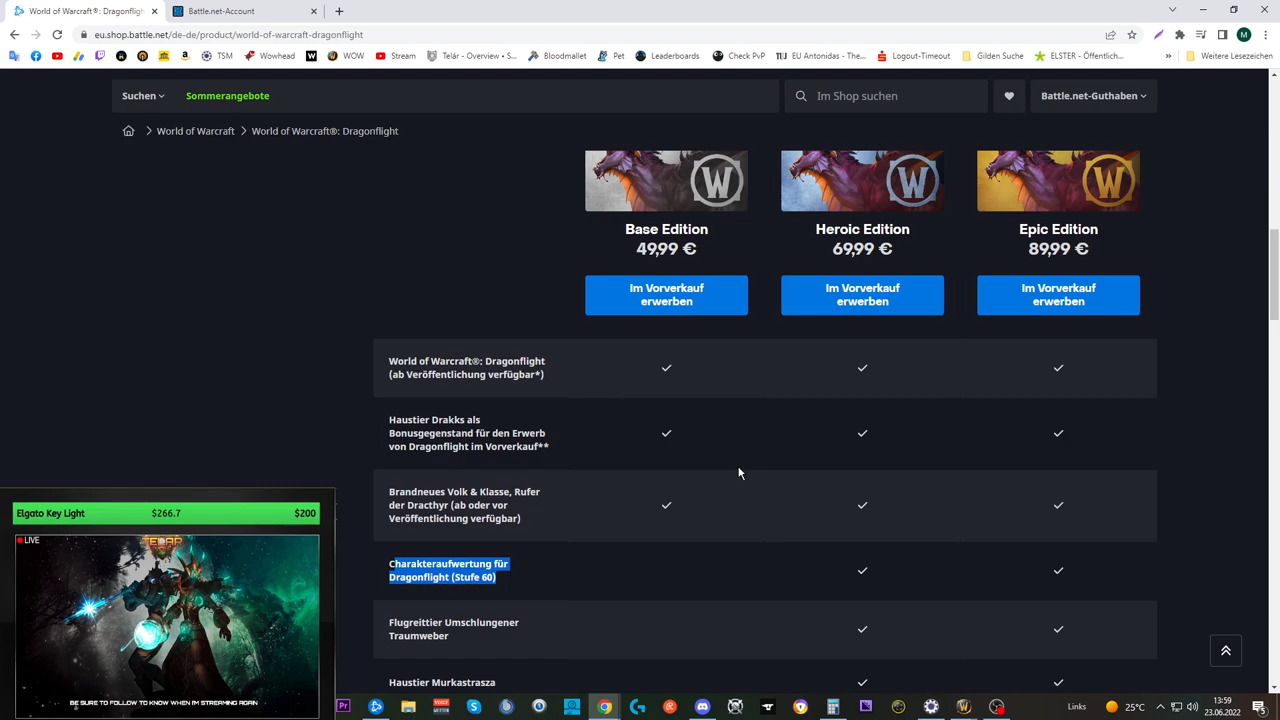 World of Warcraft®: Dragonfligh
Battle.net-Account
eu.shop.battle.net/de-de/product/world-of-warcraft-dragonflight
TSM
Wowhead
WOW
Stream
Telár - Overview • S...
Bloodmallet
Pet
Leaderboards
Check PvP
EU Antonidas - The...
Logout-Timeout
Gilden Suche
ELSTER - Öffentlich...
»
Weitere Lesezeichen
Suchen
Sommerangebote
Im Shop suchen
Battle.net-Guthaben
World of Warcraft
World of Warcraft®: Dragonflight
Base Edition
49,99 €
Im Vorverkauf
erwerben
Heroic Edition
69,99 €
Im Vorverkauf
erwerben
Epic Edition
89,99 €
Im Vorverkauf
erwerben
World of Warcraft®: Dragonflight
(ab Veröffentlichung verfügbar*)
Haustier Drakks als
Bonusgegenstand für den Erwerb
von Dragonflight im Vorverkauf**
Brandneues Volk & Klasse, Rufer
der Dracthyr (ab oder vor
Veröffentlichung verfügbar)
Charakteraufwertung für
Dragonflight (Stufe 60)
Flugreittier Umschlungener
Traumweber
Haustier Murkastrasza
Elgato Key Light
$266.7
$200
LIVE
TELAR
BE SURE TO FOLLOW TO KNOW WHEN I'M STREAMING AGAIN
Links
25°C
13:59
23.06.2022